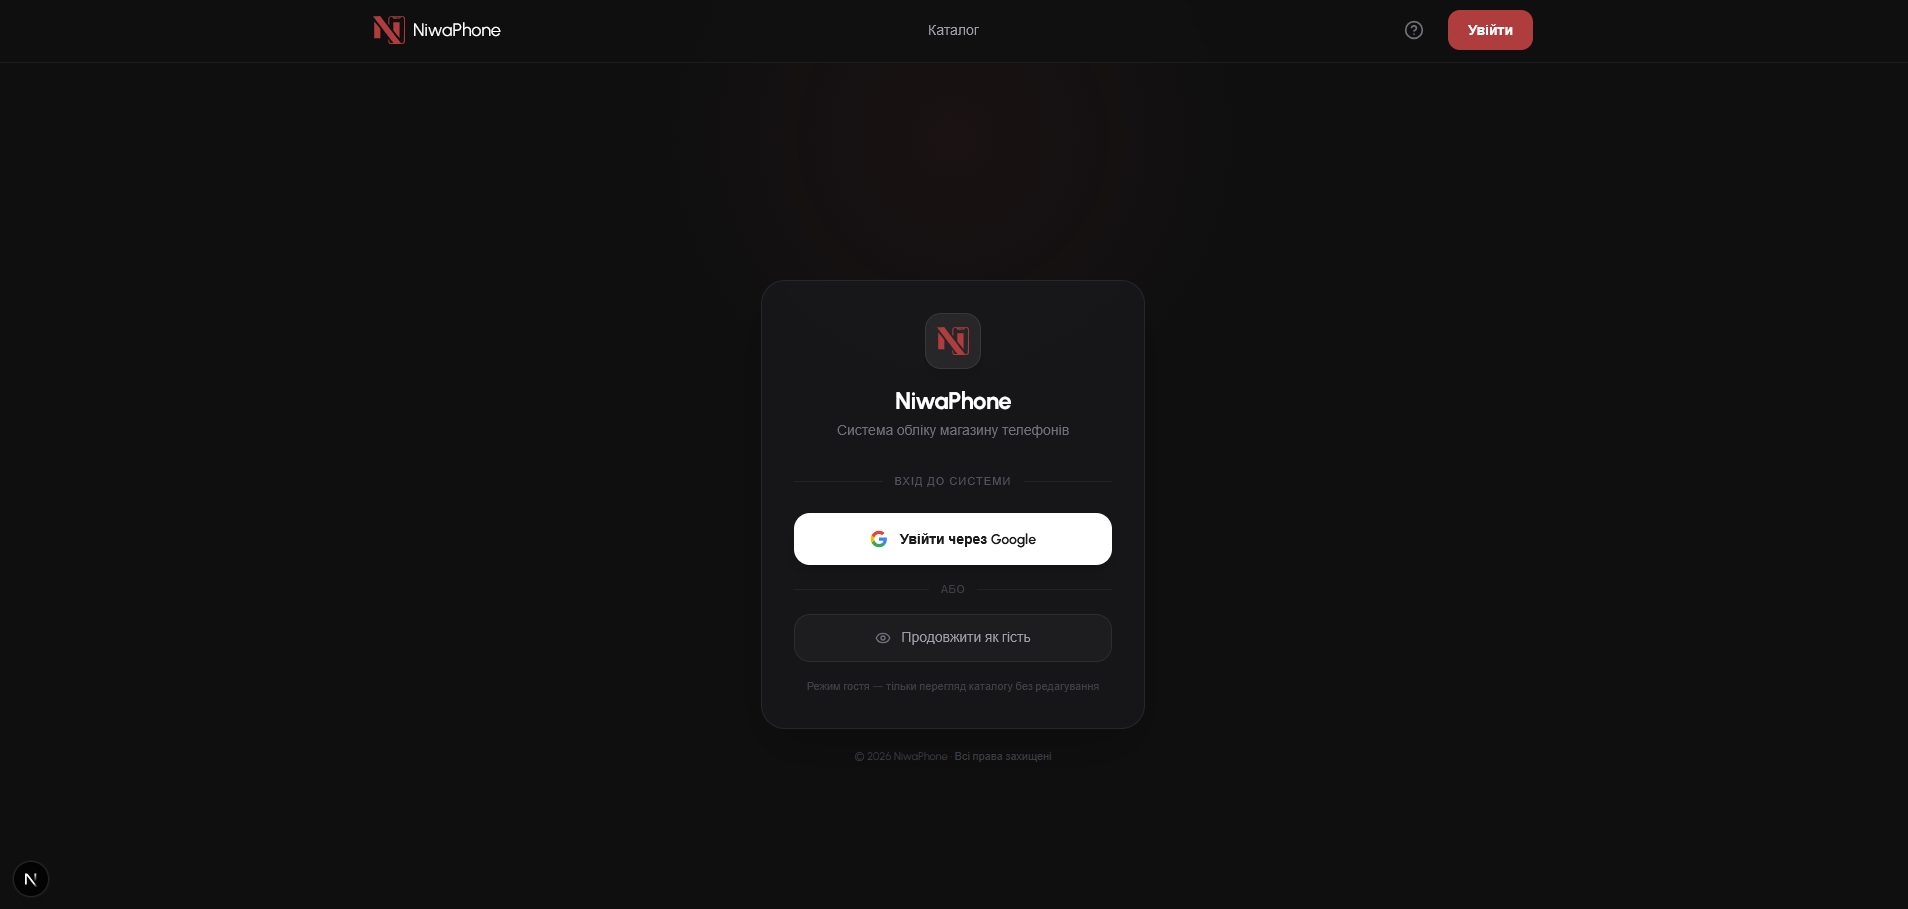 NiwaPhone
Каталог
Увійти
NiwaPhone
Система обліку магазину телефонів
ВХІД ДО СИСТЕМИ
Увійти через Google
АБО
Продовжити як гість
Режим гостя — тільки перегляд каталогу без редагування
© 2026 NiwaPhone · Всі права захищені